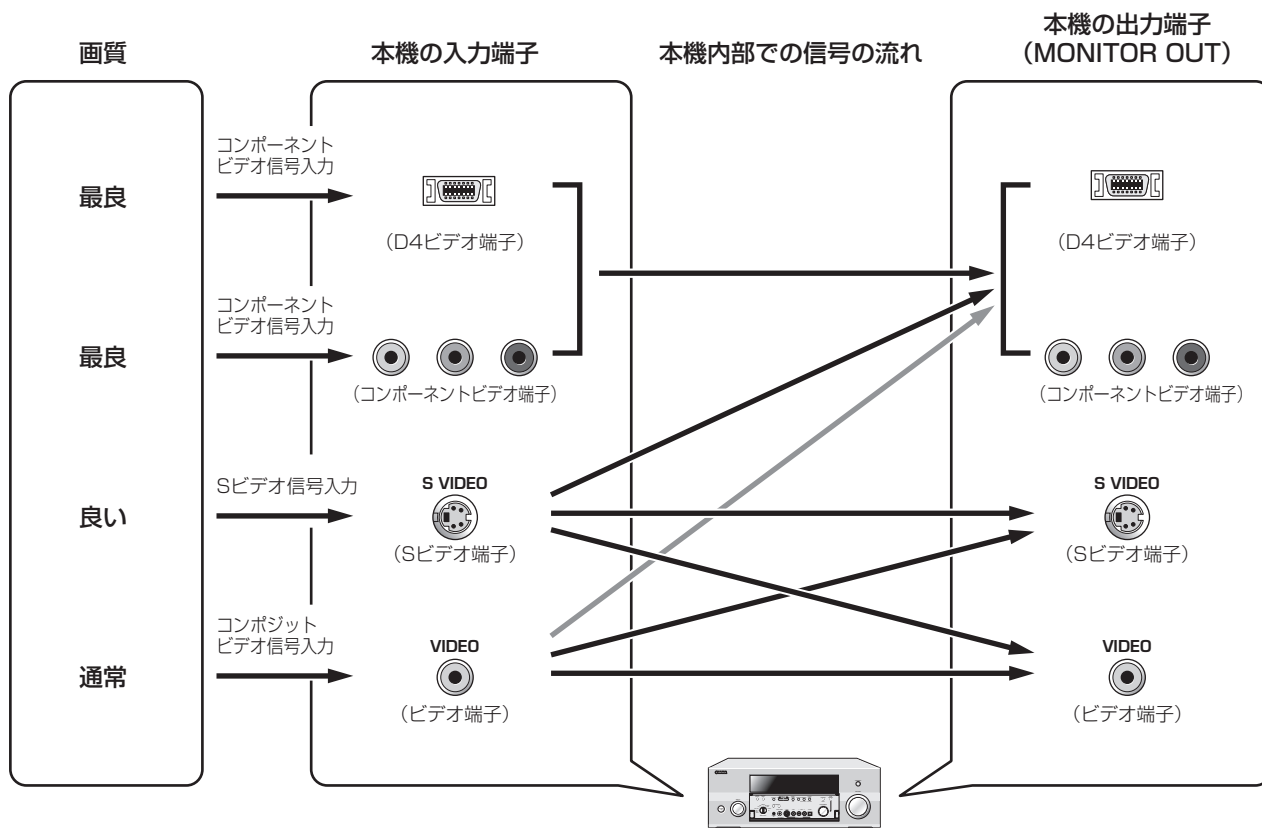 画質
本機の入力端子
本機内部での信号の流れ
本機の出力端子
（MONITOR OUT）
最良
コンポーネント
ビデオ信号入力
（D4ビデオ端子）
（D4ビデオ端子）
最良
コンポーネント
ビデオ信号入力
（コンポーネントビデオ端子）
（コンポーネントビデオ端子）
良い
Sビデオ信号入力
S VIDEO
（Sビデオ端子）
S VIDEO
（Sビデオ端子）
通常
コンポジット
ビデオ信号入力
VIDEO
（ビデオ端子）
VIDEO
（ビデオ端子）